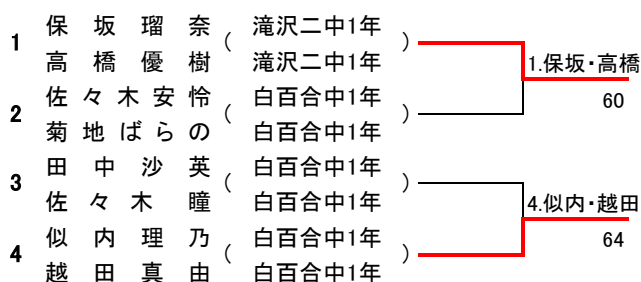 保坂瑠奈 滝沢二中1年
1 ( )
高橋優樹 滝沢二中1年
1.保坂・高橋
60
佐々木安怜 白百合中1年
2 ( )
菊地ばらの 白百合中1年
田中沙英 白百合中1年
3 ( )
佐々木瞳 白百合中1年
4.似内・越田
64
似内理乃 白百合中1年
4 ( )
越田真由 白百合中1年